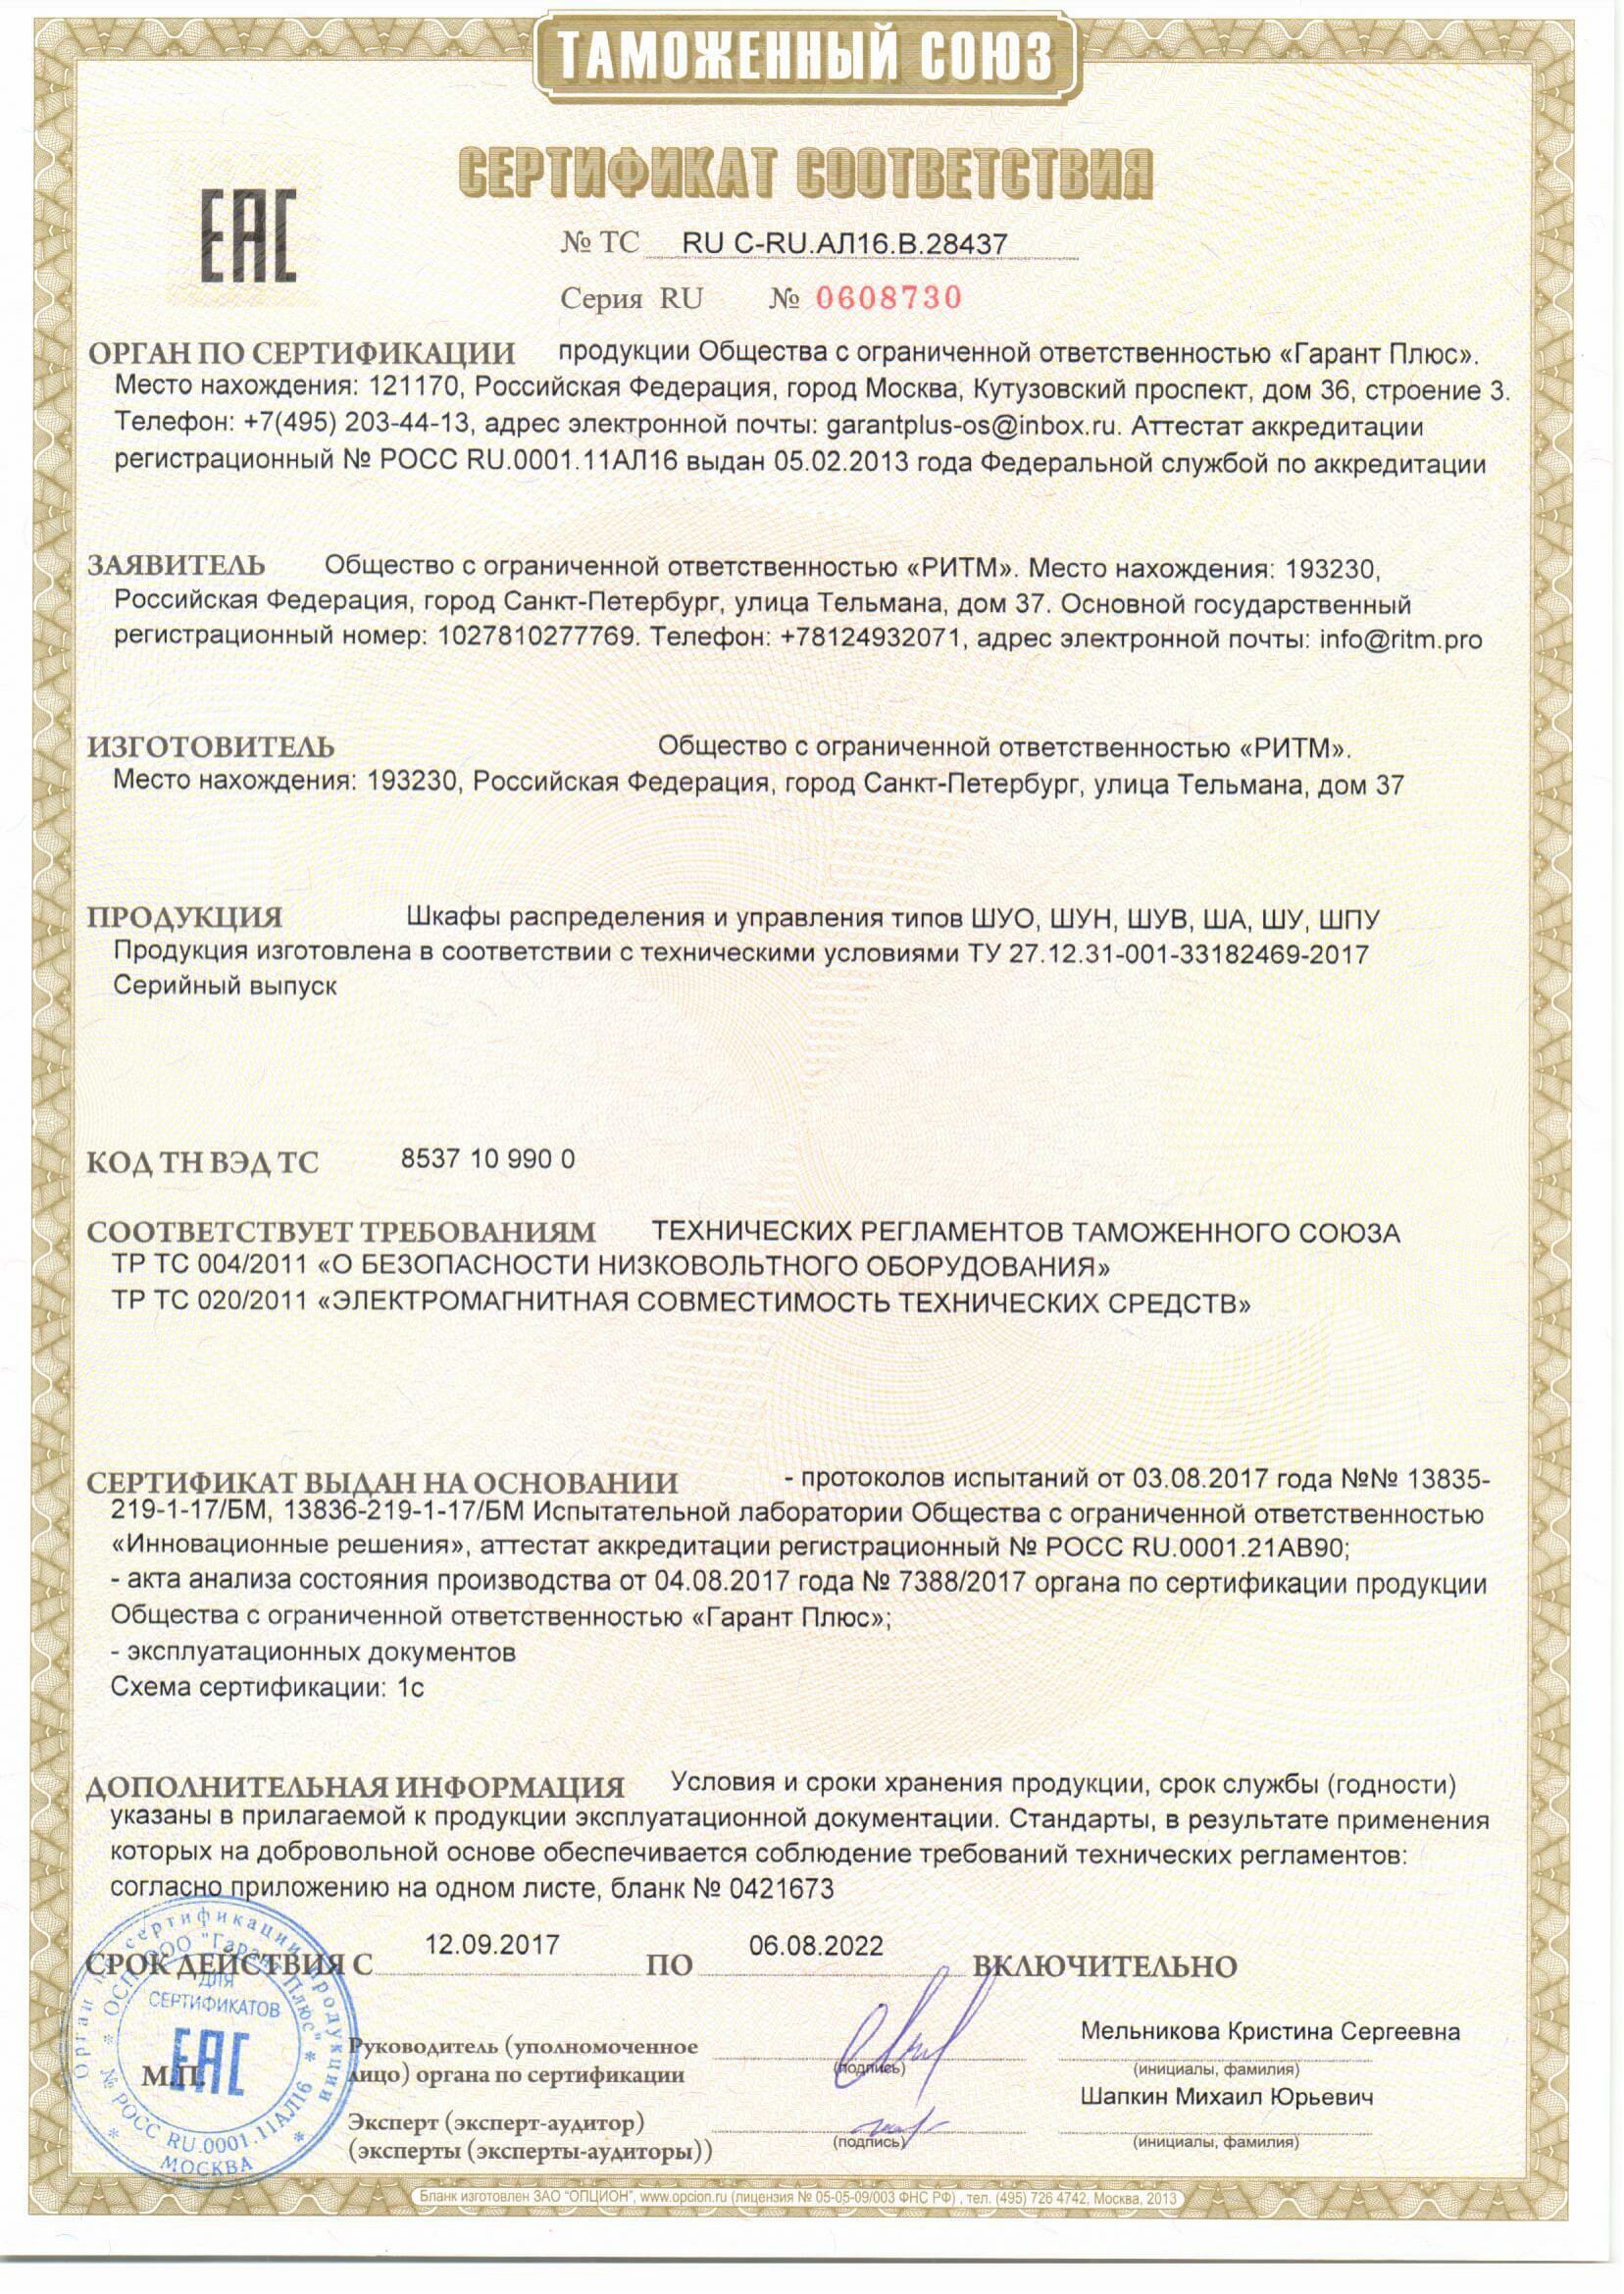 ТАМОЖЕННЫЙ СОЮЗ
СЕРТИФИКАТ СООТВЕТСТВИЯ
ЕАС
№ ТС RU С-RU.АЛ16.В.28437
Серия RU № 0608730
ОРГАН ПО СЕРТИФИКАЦИИ продукции Общества с ограниченной ответственностью «Гарант Плюс».
Место нахождения: 121170, Российская Федерация, город Москва, Кутузовский проспект, дом 36, строение 3.
Телефон: +7(495) 203-44-13, адрес электронной почты: garantplus-os@inbox.ru. Аттестат аккредитации
регистрационный № РОСС RU.0001.11АЛ16 выдан 05.02.2013 года Федеральной службой по аккредитации
ЗАЯВИТЕЛЬ Общество с ограниченной ответственностью «РИТМ». Место нахождения: 193230,
Российская Федерация, город Санкт-Петербург, улица Тельмана, дом 37. Основной государственный
регистрационный номер: 1027810277769. Телефон: +78124932071, адрес электронной почты: info@ritm.pro
ИЗГОТОВИТЕЛЬ Общество с ограниченной ответственностью «РИТМ».
Место нахождения: 193230, Российская Федерация, город Санкт-Петербург, улица Тельмана, дом 37
ПРОДУКЦИЯ Шкафы распределения и управления типов ШУО, ШУН, ШУВ, ША, ШУ, ШПУ
Продукция изготовлена в соответствии с техническими условиями ТУ 27.12.31-001-33182469-2017
Серийный выпуск
КОД ТН ВЭД ТС 8537 10 990 0
СООТВЕТСТВУЕТ ТРЕБОВАНИЯМ ТЕХНИЧЕСКИХ РЕГЛАМЕНТОВ ТАМОЖЕННОГО СОЮЗА
ТР ТС 004/2011 «О БЕЗОПАСНОСТИ НИЗКОВОЛЬТНОГО ОБОРУДОВАНИЯ»
ТР ТС 020/2011 «ЭЛЕКТРОМАГНИТНАЯ СОВМЕСТИМОСТЬ ТЕХНИЧЕСКИХ СРЕДСТВ»
СЕРТИФИКАТ ВЫДАН НА ОСНОВАНИИ - протоколов испытаний от 03.08.2017 года №№ 13835-
219-1-17/БМ, 13836-219-1-17/БМ Испытательной лаборатории Общества с ограниченной ответственностью
«Инновационные решения», аттестат аккредитации регистрационный № РОСС RU.0001.21АВ90;
- акта анализа состояния производства от 04.08.2017 года № 7388/2017 органа по сертификации продукции
Общества с ограниченной ответственностью «Гарант Плюс»;
- эксплуатационных документов
Схема сертификации: 1с
ДОПОЛНИТЕЛЬНАЯ ИНФОРМАЦИЯ Условия и сроки хранения продукции, срок службы (годности)
указаны в прилагаемой к продукции эксплуатационной документации. Стандарты, в результате применения
которых на добровольной основе обеспечивается соблюдение требований технических регламентов:
согласно приложению на одном листе, бланк № 0421673
СРОК ДЕЙСТВИЯ С 12.09.2017 ПО 06.08.2022 ВКЛЮЧИТЕЛЬНО
Орган по сертификации продукции
ОСП ООО "Гарант Плюс"
ДЛЯ
СЕРТИФИКАТОВ
ЕАС
М.П.
№ РОСС RU.0001.11АЛ16
МОСКВА
Руководитель (уполномоченное
лицо) органа по сертификации
(подпись)
Мельникова Кристина Сергеевна
(инициалы, фамилия)
Эксперт (эксперт-аудитор)
(эксперты (эксперты-аудиторы))
(подпись)
Шапкин Михаил Юрьевич
(инициалы, фамилия)
Бланк изготовлен ЗАО "ОПЦИОН", www.opcion.ru (лицензия № 05-05-09/003 ФНС РФ) , тел. (495) 726 4742, Москва, 2013